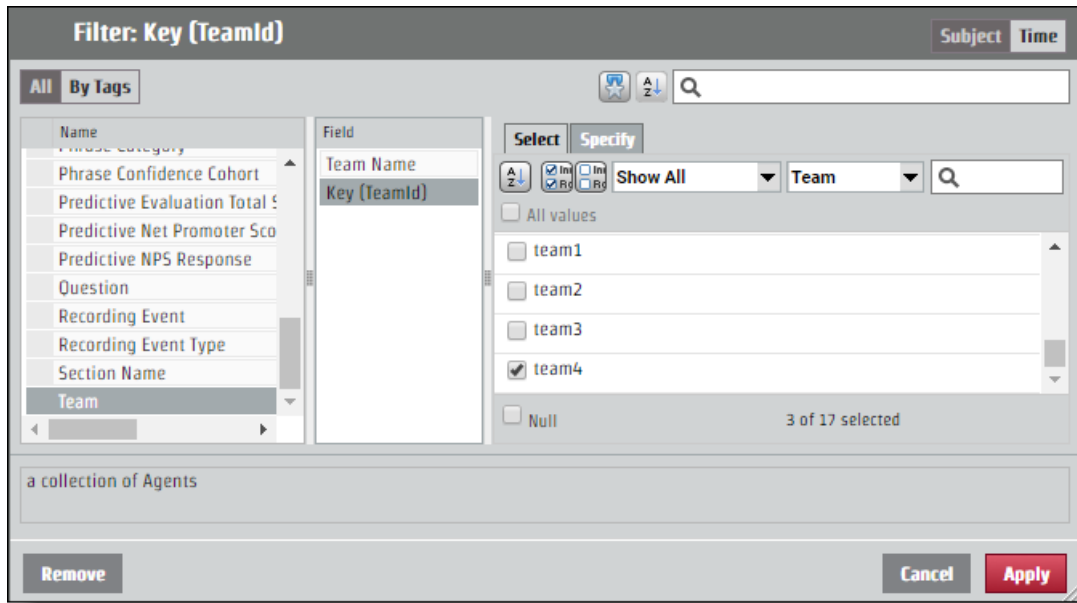 Filter: Key (TeamId)
Subject Time
All By Tags
Name
Phrase Category
Phrase Confidence Cohort
Predictive Evaluation Total S
Predictive Net Promoter Sco
Predictive NPS Response
Question
Recording Event
Recording Event Type
Section Name
Team
Field
Team Name
Key (TeamId)
Select Specify
Show All Team
All values
team1
team2
team3
team4
Null 3 of 17 selected
a collection of Agents
Remove Cancel Apply